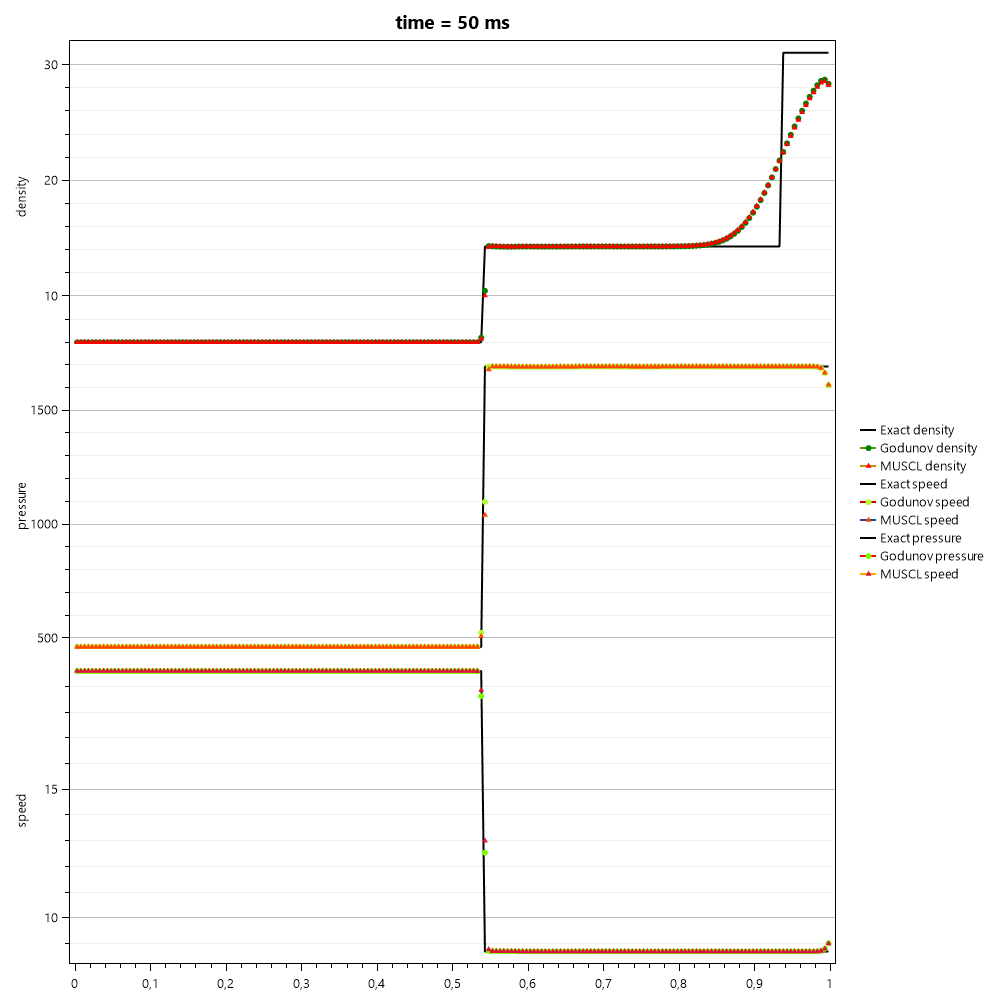 time = 50 ms
30
20
10
density
1500
1000
500
pressure
15
10
speed
0
0,1
0,2
0,3
0,4
0,5
0,6
0,7
0,8
0,9
1
Exact density
Godunov density
MUSCL density
Exact speed
Godunov speed
MUSCL speed
Exact pressure
Godunov pressure
MUSCL speed